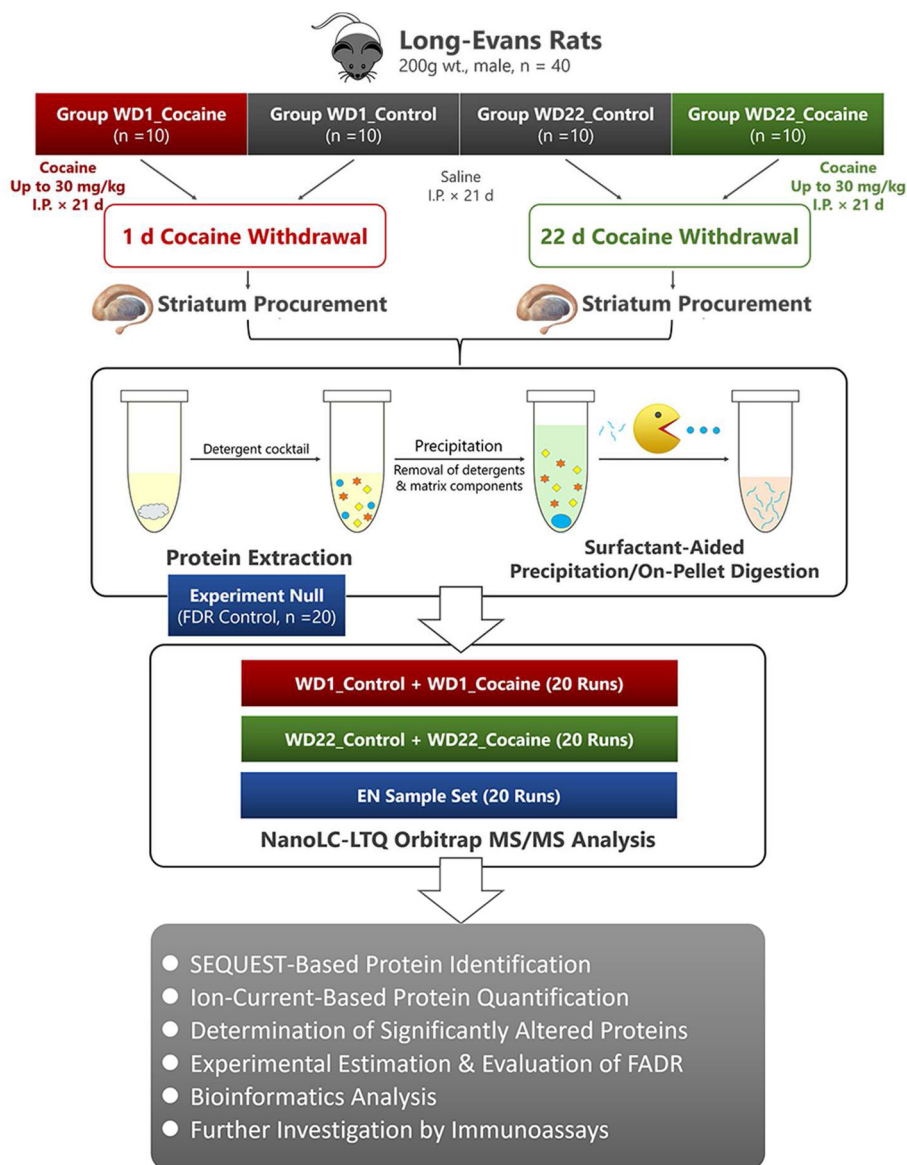 Long-Evans Rats
200g wt., male, n = 40
Group WD1_Cocaine
(n =10)
Group WD1_Control
(n =10)
Group WD22_Control
(n =10)
Group WD22_Cocaine
(n =10)
Cocaine
Up to 30 mg/kg
I.P. × 21 d
Saline
I.P. × 21 d
Cocaine
Up to 30 mg/kg
I.P. × 21 d
1 d Cocaine Withdrawal
22 d Cocaine Withdrawal
Striatum Procurement
Striatum Procurement
Detergent cocktail
Precipitation
Removal of detergents
& matrix components
Protein Extraction
Surfactant-Aided
Precipitation/On-Pellet Digestion
Experiment Null
(FDR Control, n =20)
WD1_Control + WD1_Cocaine (20 Runs)
WD22_Control + WD22_Cocaine (20 Runs)
EN Sample Set (20 Runs)
NanoLC-LTQ Orbitrap MS/MS Analysis
● SEQUEST-Based Protein Identification
● Ion-Current-Based Protein Quantification
● Determination of Significantly Altered Proteins
● Experimental Estimation & Evaluation of FADR
● Bioinformatics Analysis
● Further Investigation by Immunoassays